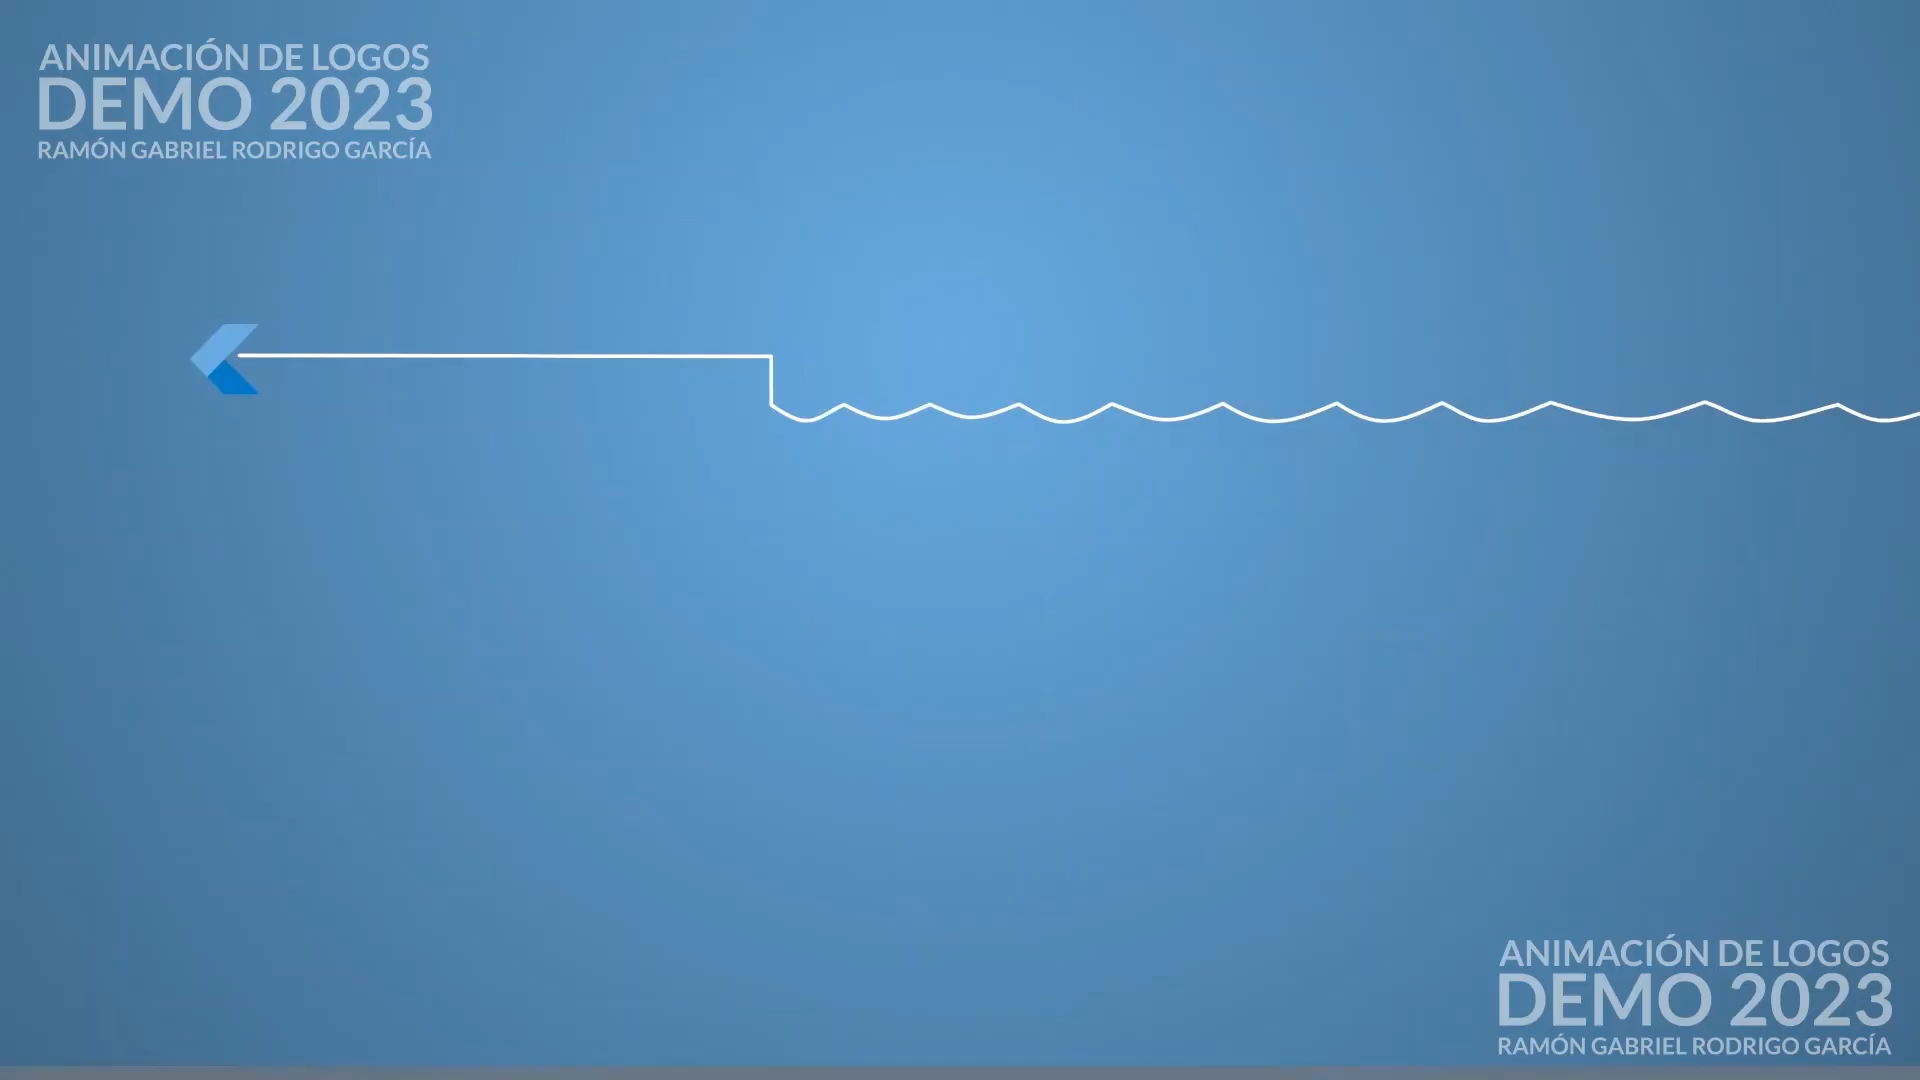 ANIMACIÓN DE LOGOS
DEMO 2023
RAMÓN GABRIEL RODRIGO GARCÍA
ANIMACIÓN DE LOGOS
DEMO 2023
RAMÓN GABRIEL RODRIGO GARCÍA